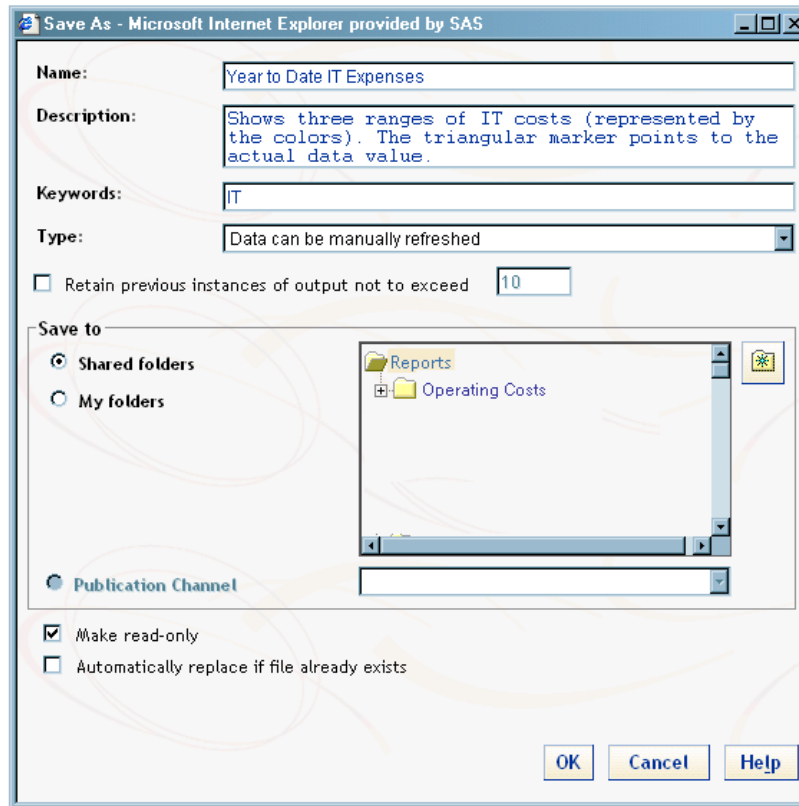 Save As - Microsoft Internet Explorer provided by SAS
Name:
Year to Date IT Expenses
Description:
Shows three ranges of IT costs (represented by
the colors). The triangular marker points to the
actual data value.
Keywords:
IT
Type:
Data can be manually refreshed
Retain previous instances of output not to exceed
10
Save to
Shared folders
My folders
Reports
Operating Costs
Publication Channel
Make read-only
Automatically replace if file already exists
OK
Cancel
Help